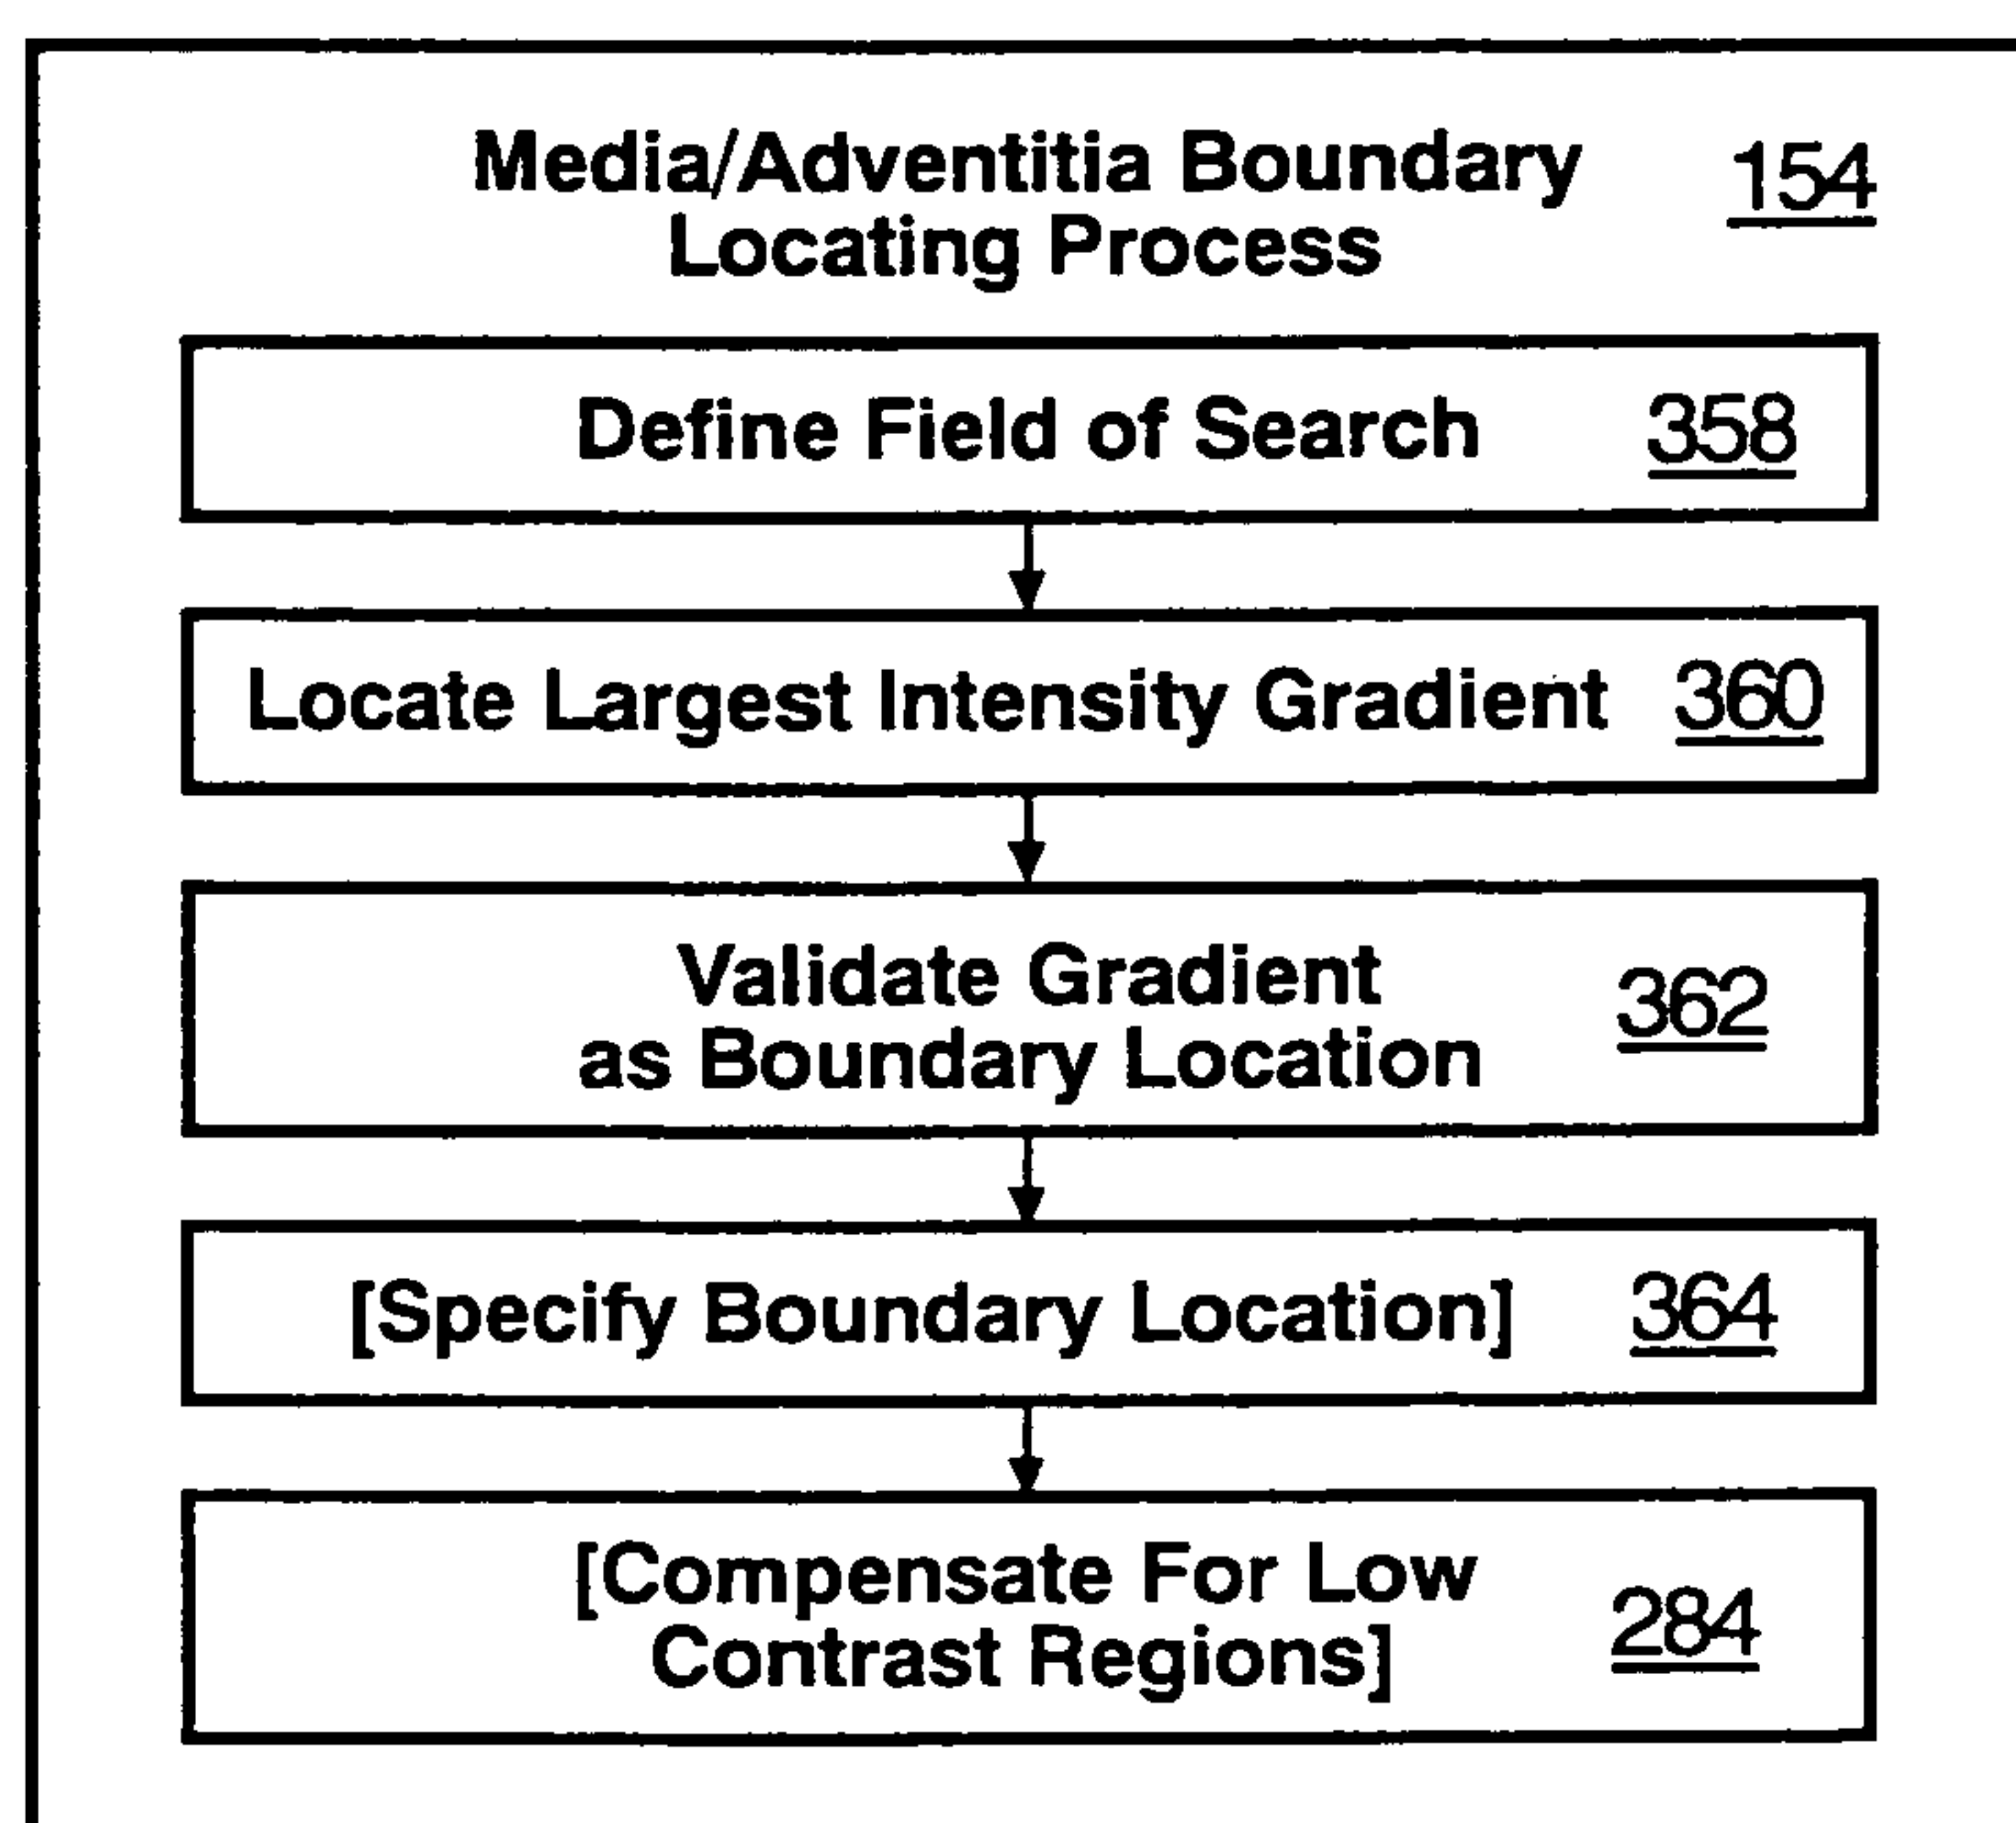 Media/Adventitia Boundary 154
Locating Process
Define Field of Search 358
Locate Largest Intensity Gradient 360
Validate Gradient 362
as Boundary Location
[Specify Boundary Location] 364
[Compensate For Low 284
Contrast Regions]